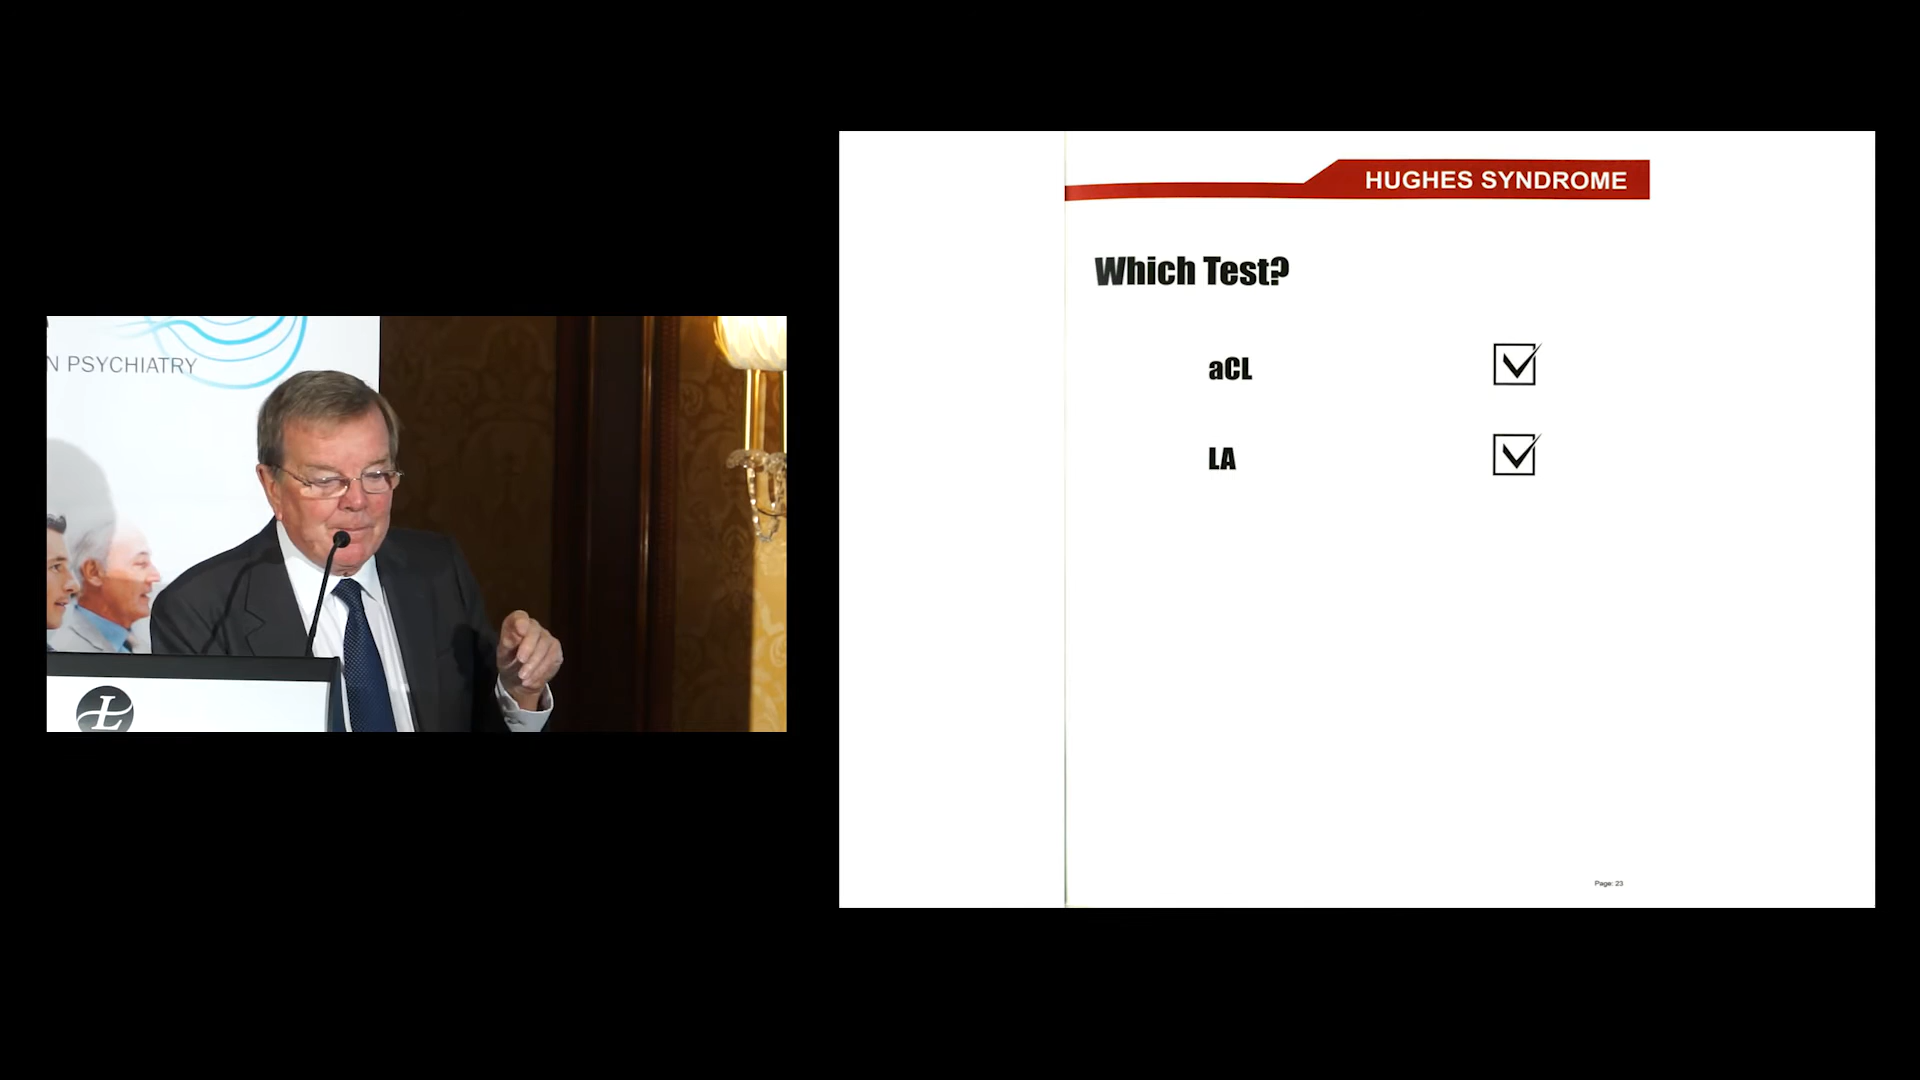 N PSYCHIATRY
L
HUGHES SYNDROME
Which Test?
aCL
LA
Page: 23